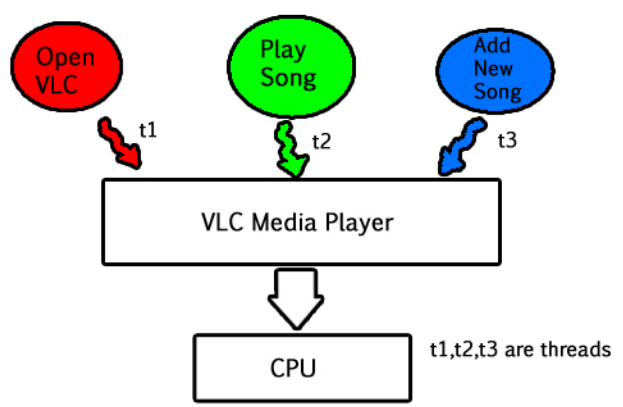 Open
VLC
Play
Song
Add
New
Song
t1
t2
t3
VLC Media Player
CPU
t1,t2,t3 are threads